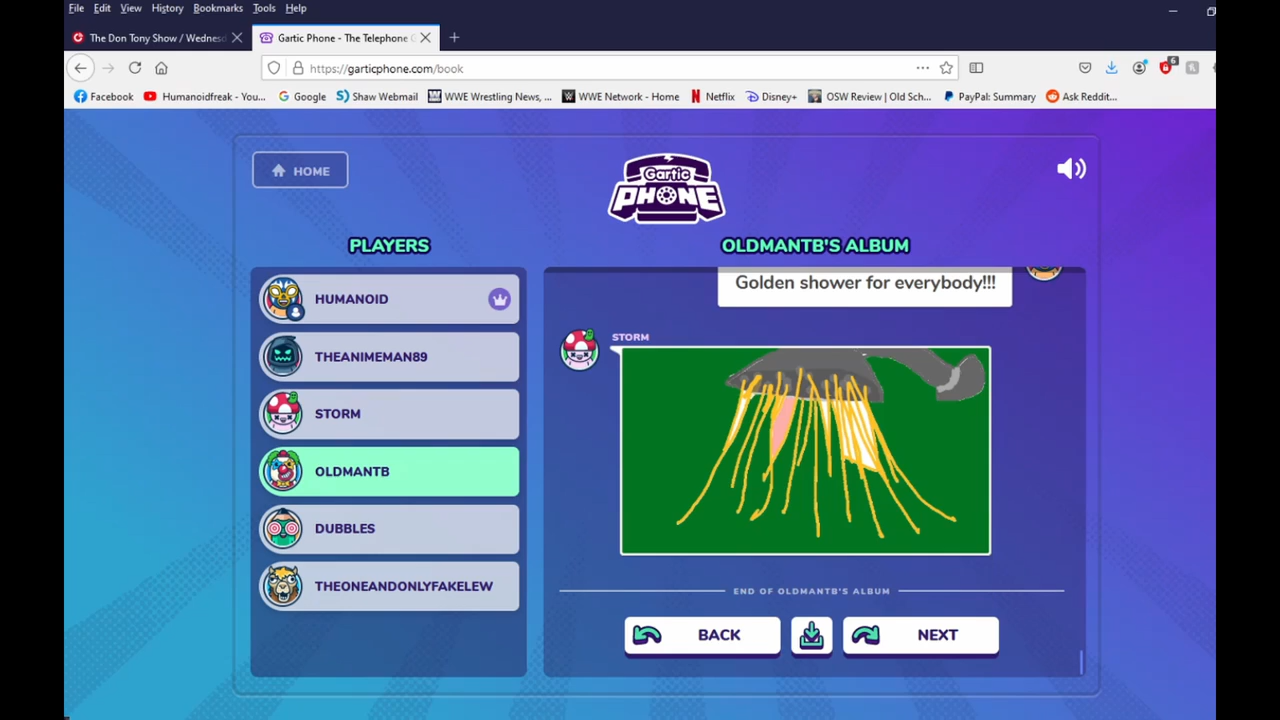 File Edit View History Bookmarks Tools Help
The Don Tony Show / Wednesd
Gartic Phone - The Telephone G
https://garticphone.com/book
Facebook
Humanoidfreak - You...
Google
Shaw Webmail
WWE Wrestling News, ...
WWE Network - Home
Netflix
Disney+
OSW Review | Old Sch...
PayPal: Summary
Ask Reddit...
6
HOME
Gartic
PHONE
PLAYERS
OLDMANTB'S ALBUM
HUMANOID
THEANIMEMAN89
STORM
OLDMANTB
DUBBLES
THEONEANDONLYFAKELEW
Golden shower for everybody!!!
STORM
END OF OLDMANTB'S ALBUM
BACK
NEXT